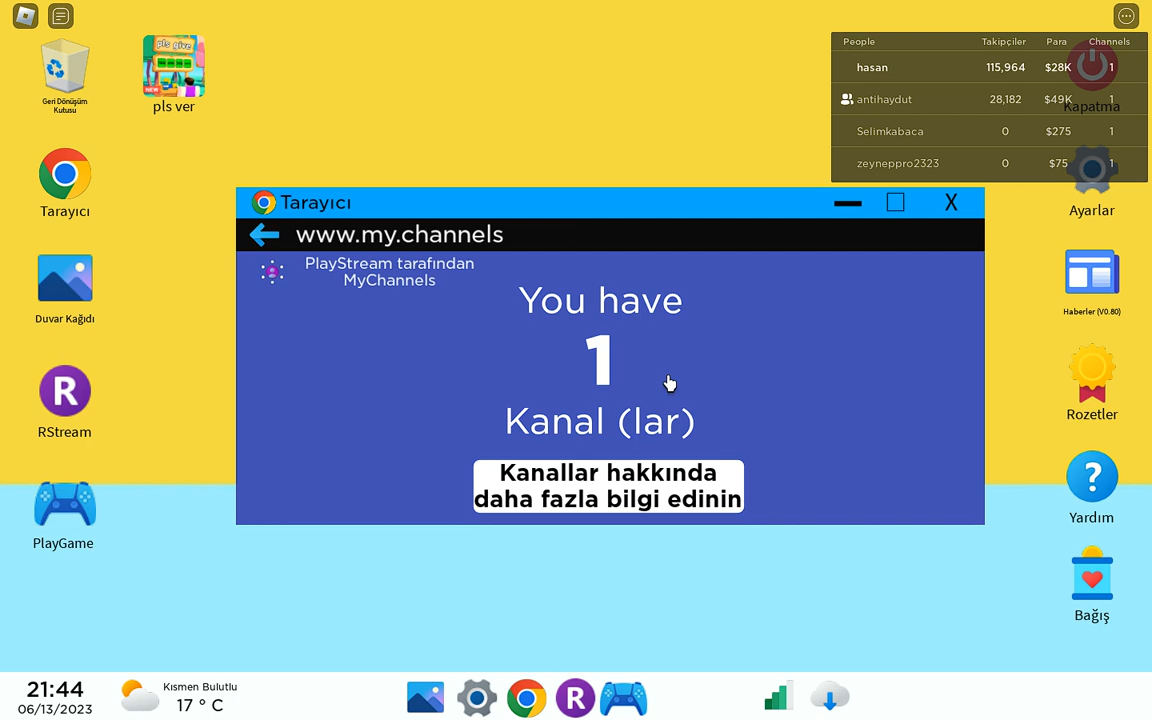 People Takipçiler Para Channels
hasan 115,964 $28K 1
antihaydut 28,182 $49K 1
Selimkabaca 0 $275 1
zeyneppro2323 0 $75 1
Geri Dönüşüm
Kutusu
pls give
NEW
pls ver
Kapatma
Tarayıcı
Ayarlar
Duvar Kağıdı
Haberler (V0.80)
R
RStream
Rozetler
PlayGame
?
Yardım
Bağış
Tarayıcı
X
www.my.channels
PlayStream tarafından
MyChannels
You have
1
Kanal (lar)
Kanallar hakkında
daha fazla bilgi edinin
21:44
06/13/2023
Kısmen Bulutlu
17 ° C
R